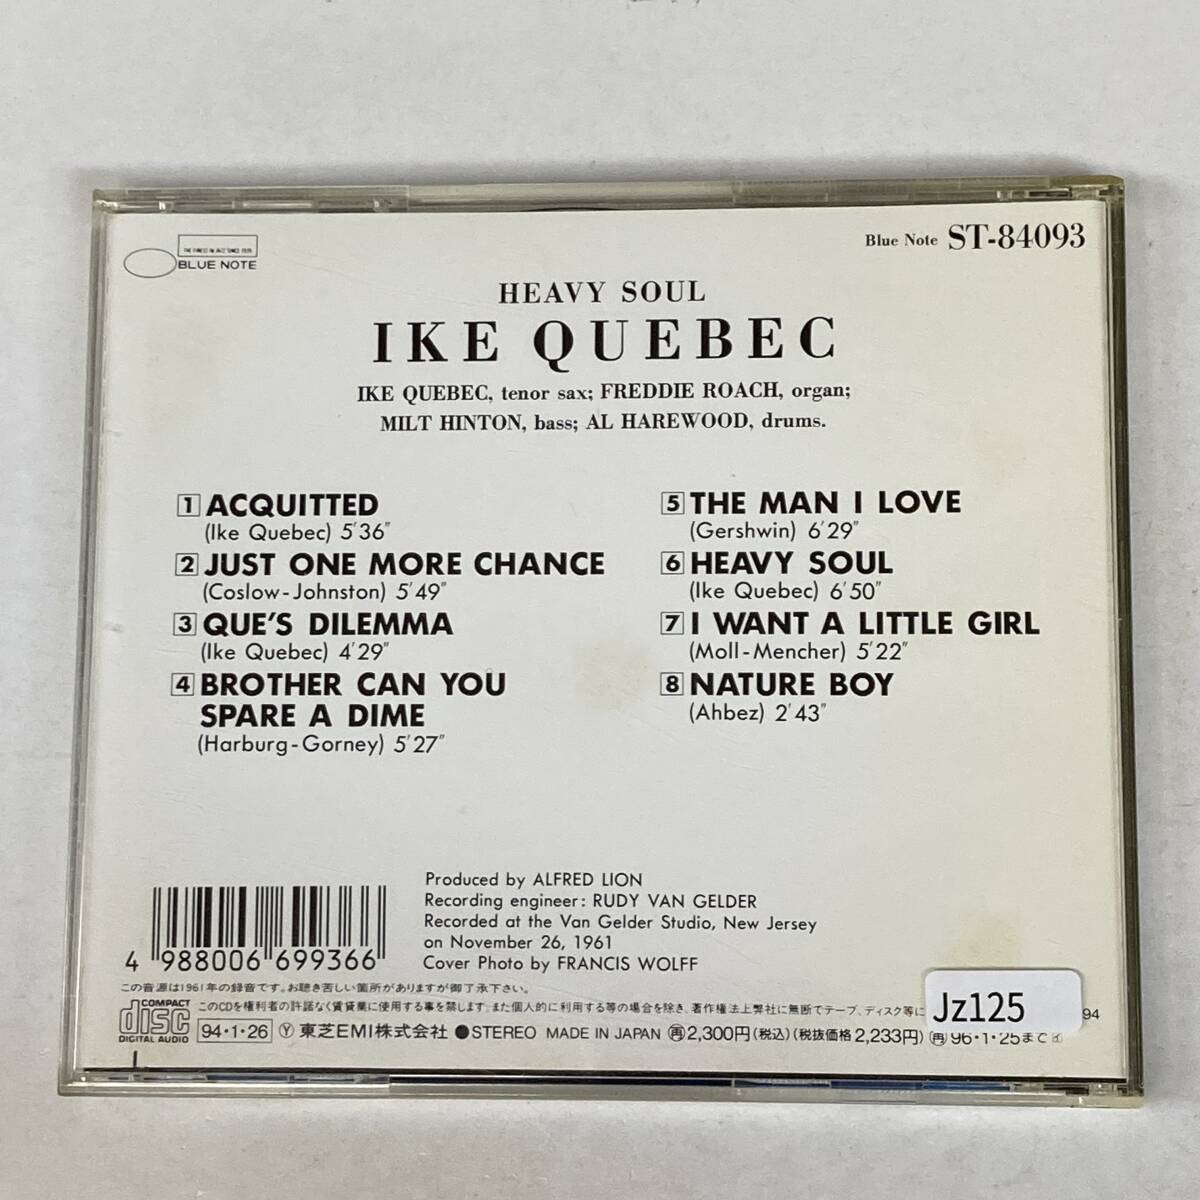 THE FINEST IN JAZZ SINCE 1939
BLUE NOTE
Blue Note ST-84093
HEAVY SOUL
IKE QUEBEC
IKE QUEBEC, tenor sax; FREDDIE ROACH, organ;
MILT HINTON, bass; AL HAREWOOD, drums.
1 ACQUITTED
(Ike Quebec) 5'36"
2 JUST ONE MORE CHANCE
(Coslow-Johnston) 5'49"
3 QUE'S DILEMMA
(Ike Quebec) 4'29"
4 BROTHER CAN YOU
SPARE A DIME
(Harburg-Gorney) 5'27"
5 THE MAN I LOVE
(Gershwin) 6'29"
6 HEAVY SOUL
(Ike Quebec) 6'50"
7 I WANT A LITTLE GIRL
(Moll-Mencher) 5'22"
8 NATURE BOY
(Ahbez) 2'43"
Produced by ALFRED LION
Recording engineer: RUDY VAN GELDER
Recorded at the Van Gelder Studio, New Jersey
on November 26, 1961
Cover Photo by FRANCIS WOLFF
4 988006 699366
この音源は1961年の録音です。お聴き苦しい箇所がありますが御了承下さい。
COMPACT disc DIGITAL AUDIO
このCDを権利者の許諾なく賃貸業に使用する事を禁じます。また個人的に利用する等の場合を除き、著作権法上弊社に無断でテープ、ディスク等に
94
94・1・26 Ⓨ 東芝EMI株式会社 ●STEREO MADE IN JAPAN ㊢2,300円(税込)(税抜価格2,233円) ㊢96・1・25まで
Jz125